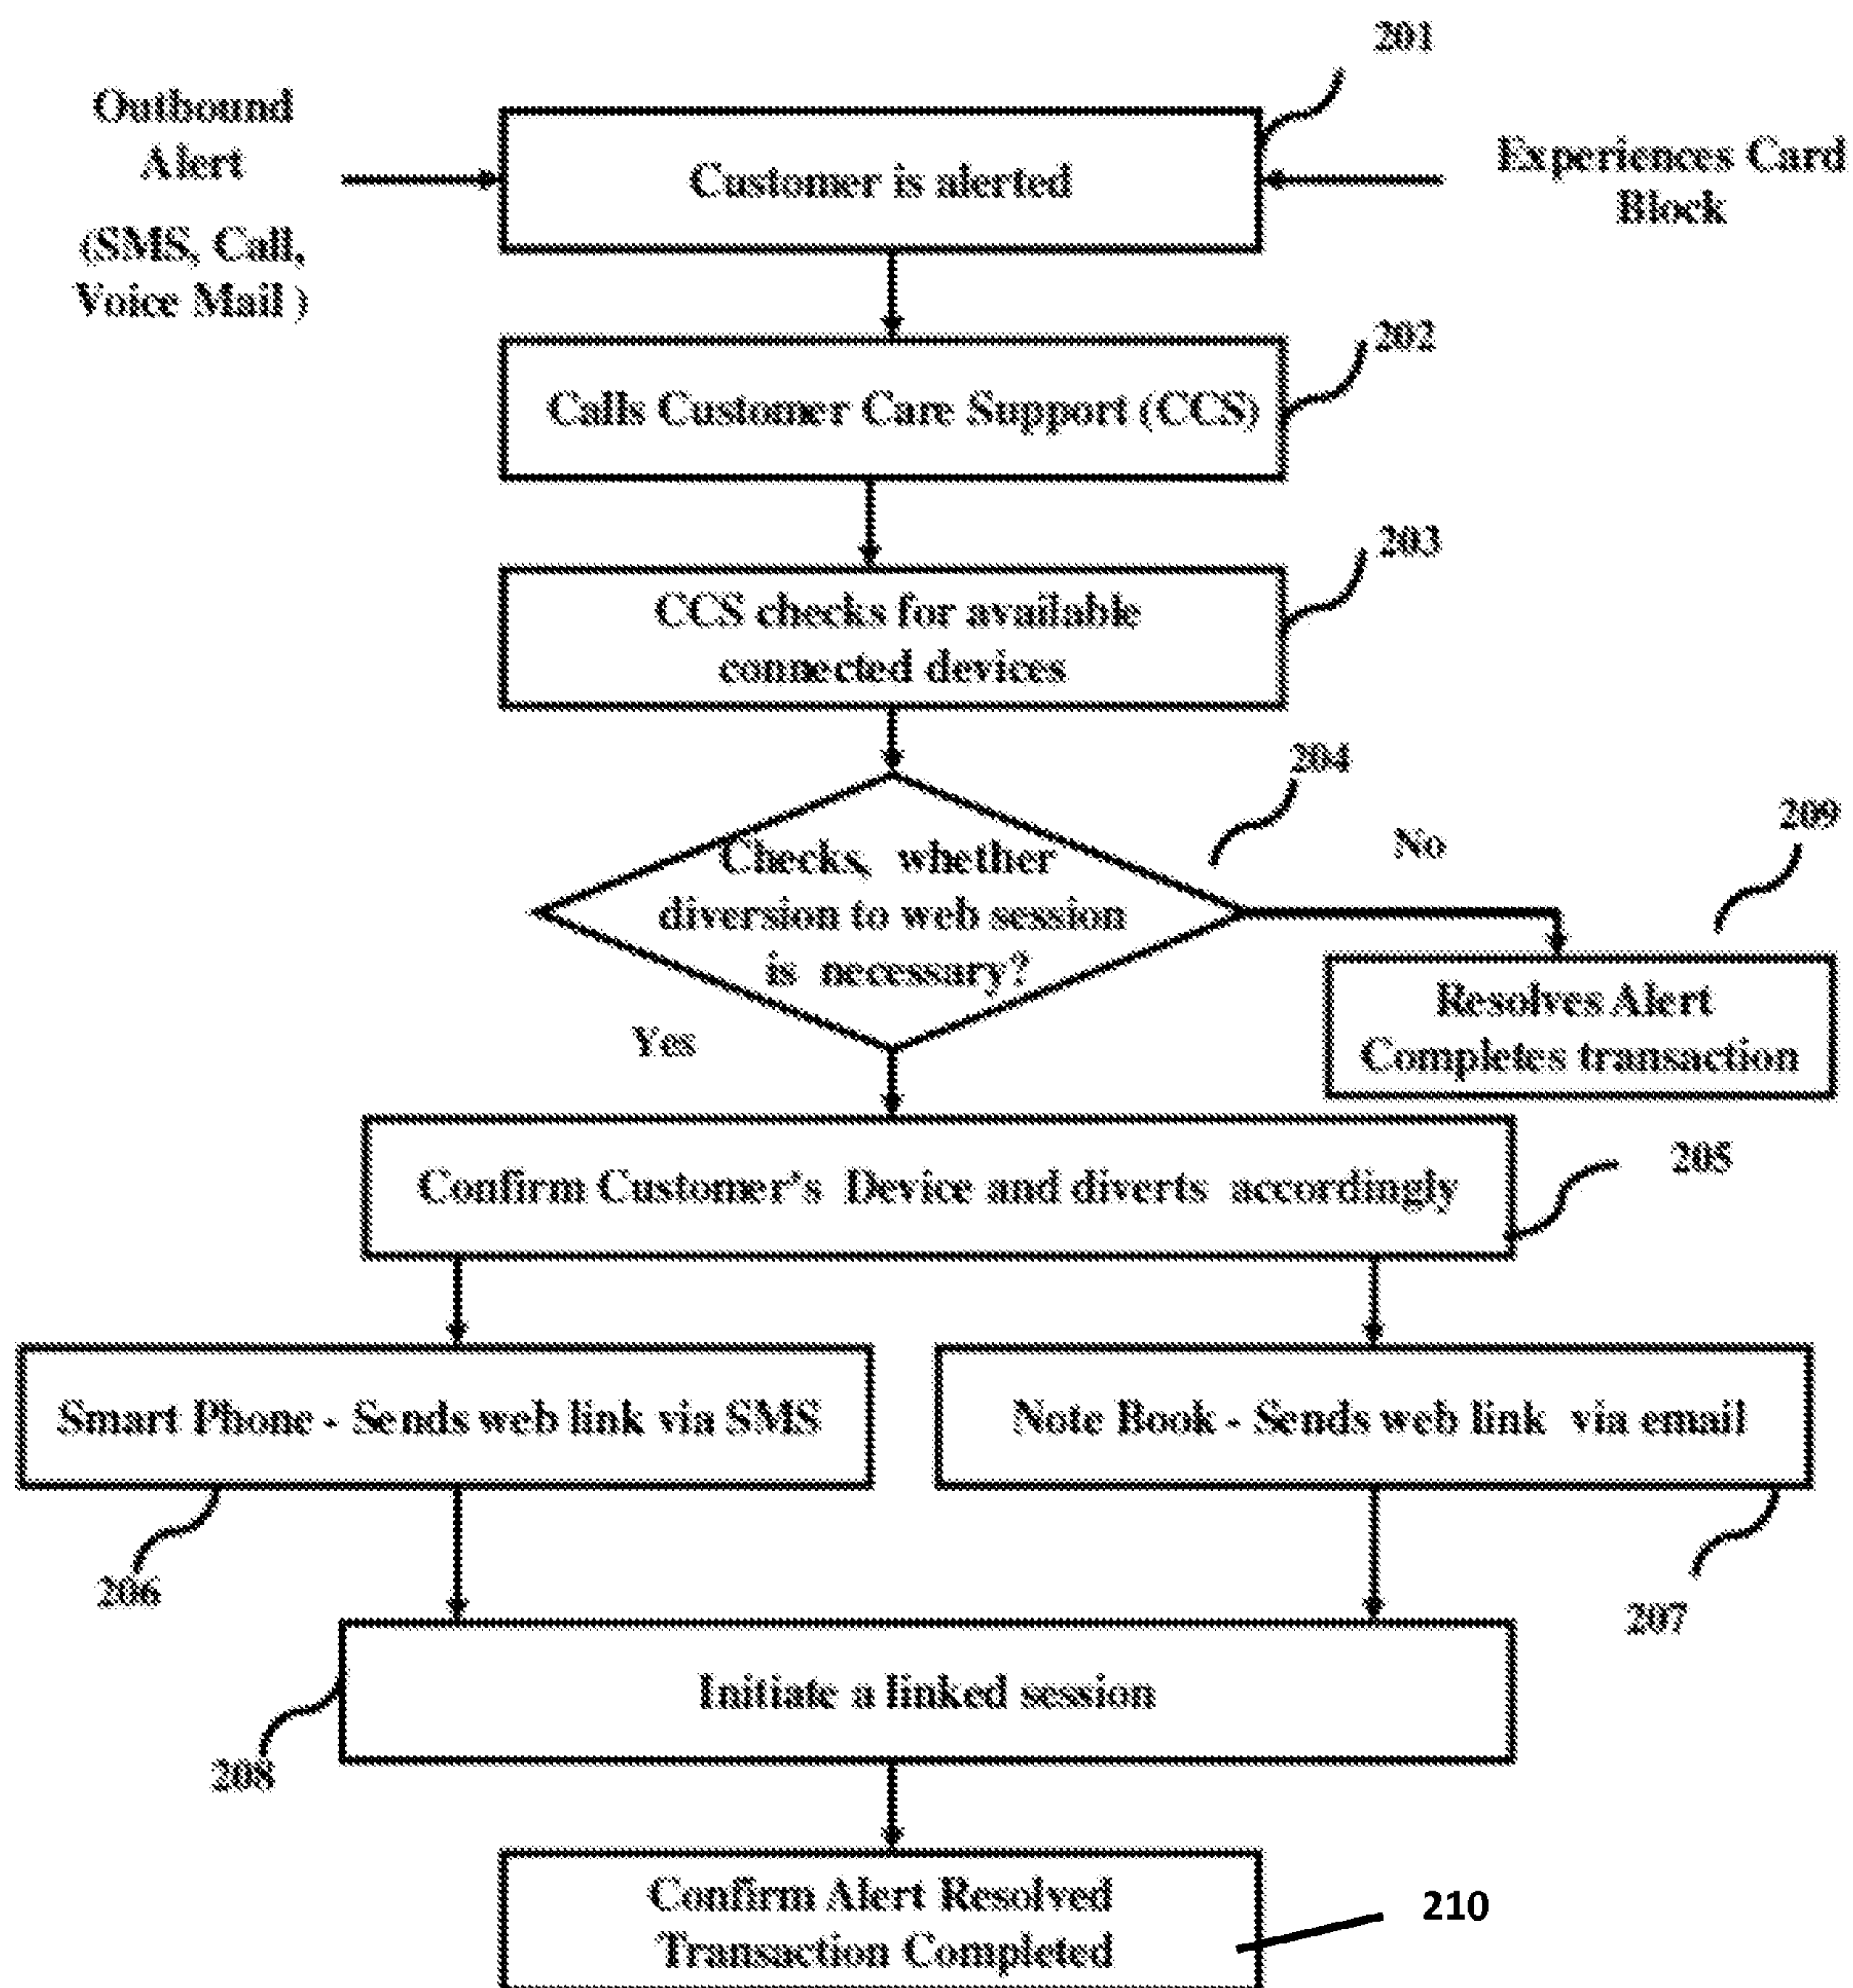 201
Outbound
Alert
(SMS, Call,
Voice Mail )
Customer is alerted
Experiences Card
Block
202
Calls Customer Care Support (CCS)
203
CCS checks for available
connected devices
204
Checks, whether
diversion to web session
is necessary?
No
209
Resolves Alert
Completes transaction
Yes
205
Confirm Customer's Device and diverts accordingly
Smart Phone - Sends web link via SMS
Note Book - Sends web link via email
206
207
Initiate a linked session
208
Confirm Alert Resolved
Transaction Completed
210